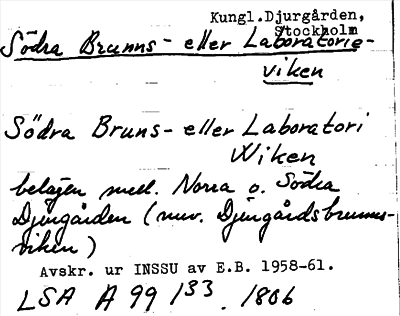 Kungl.Djurgården,
Stockholm
Södra Brunns- eller Laboratorie-
viken
Södra Bruns- eller Laboratori
Wiken
belägen mell. Norra o. Södra
Djurgården (nuv. Djurgårdsbrunns-
viken)
Avskr. ur INSSU av E.B. 1958-61.
LSA A 99 133. 1806